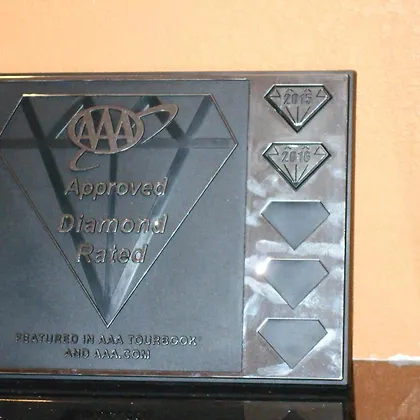 AAA
Approved
Diamond
Rated
FEATURED IN AAA TOURBOOK®
AND AAA.COM
2015
2016